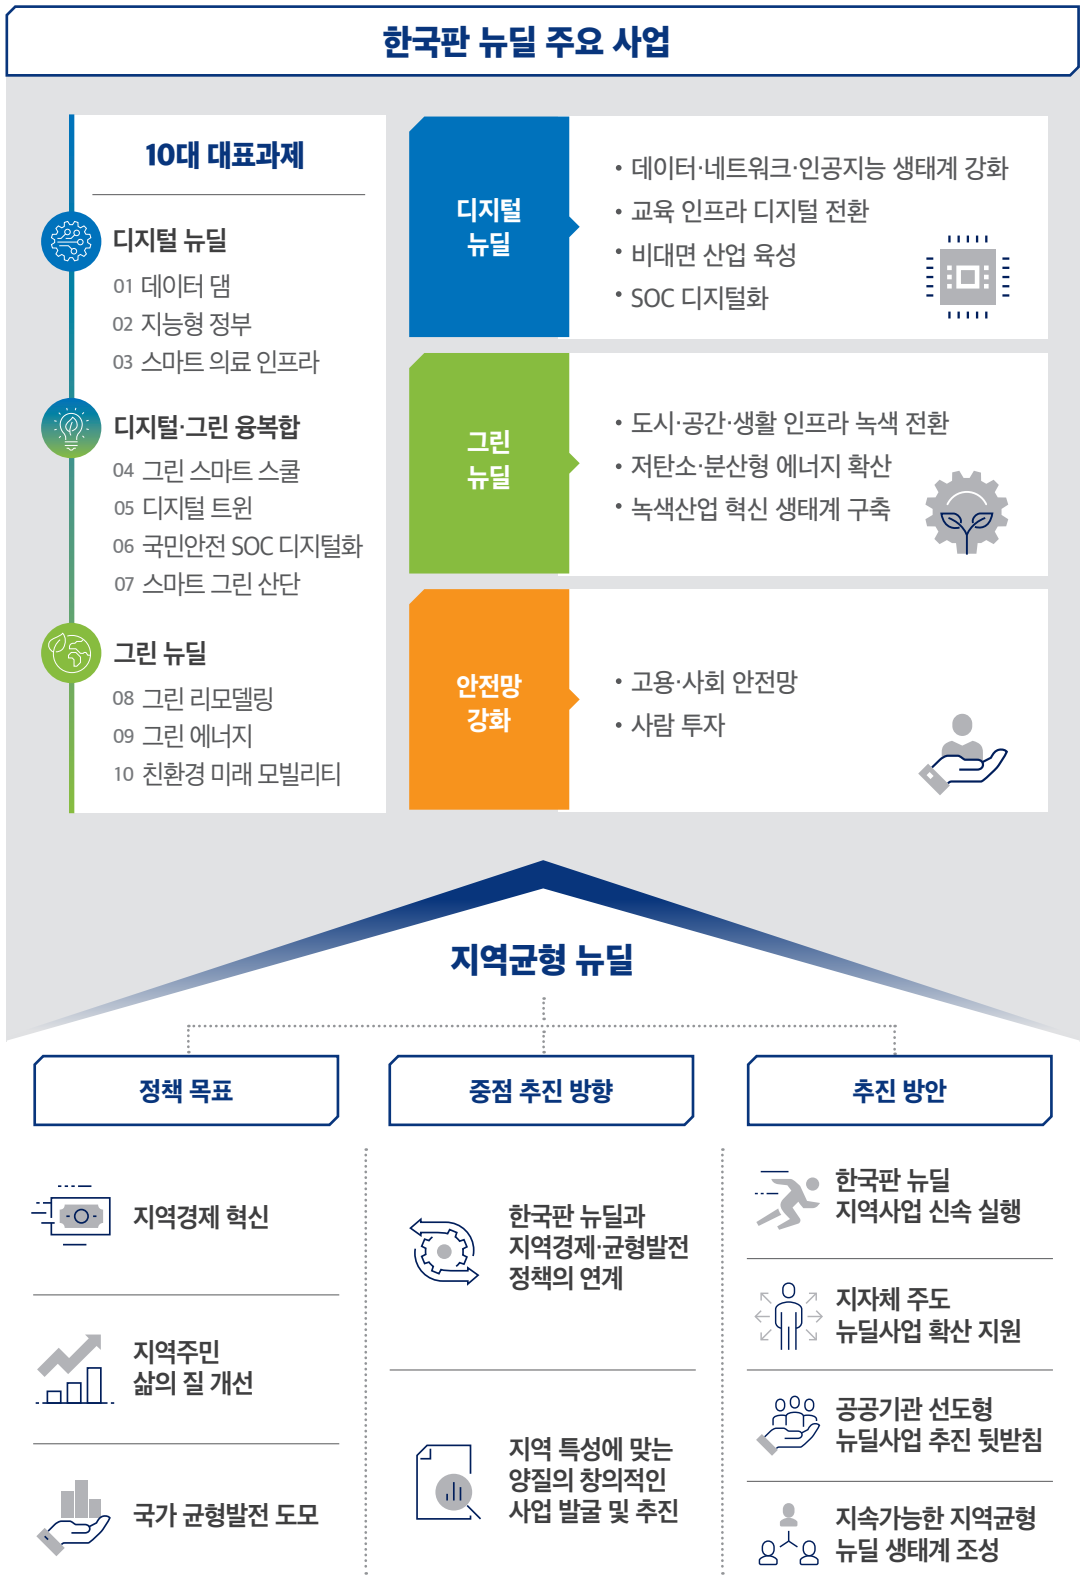 한국판 뉴딜 주요 사업
10대 대표과제
디지털 뉴딜
01 데이터 댐
02 지능형 정부
03 스마트 의료 인프라
디지털·그린 융복합
04 그린 스마트 스쿨
05 디지털 트윈
06 국민안전 SOC 디지털화
07 스마트 그린 산단
그린 뉴딜
08 그린 리모델링
09 그린 에너지
10 친환경 미래 모빌리티
디지털
뉴딜
• 데이터·네트워크·인공지능 생태계 강화
• 교육 인프라 디지털 전환
• 비대면 산업 육성
• SOC 디지털화
그린
뉴딜
• 도시·공간·생활 인프라 녹색 전환
• 저탄소·분산형 에너지 확산
• 녹색산업 혁신 생태계 구축
안전망
강화
• 고용·사회 안전망
• 사람 투자
지역균형 뉴딜
정책 목표
지역경제 혁신
지역주민
삶의 질 개선
국가 균형발전 도모
중점 추진 방향
한국판 뉴딜과
지역경제·균형발전
정책의 연계
지역 특성에 맞는
양질의 창의적인
사업 발굴 및 추진
추진 방안
한국판 뉴딜
지역사업 신속 실행
지자체 주도
뉴딜사업 확산 지원
공공기관 선도형
뉴딜사업 추진 뒷받침
지속가능한 지역균형
뉴딜 생태계 조성